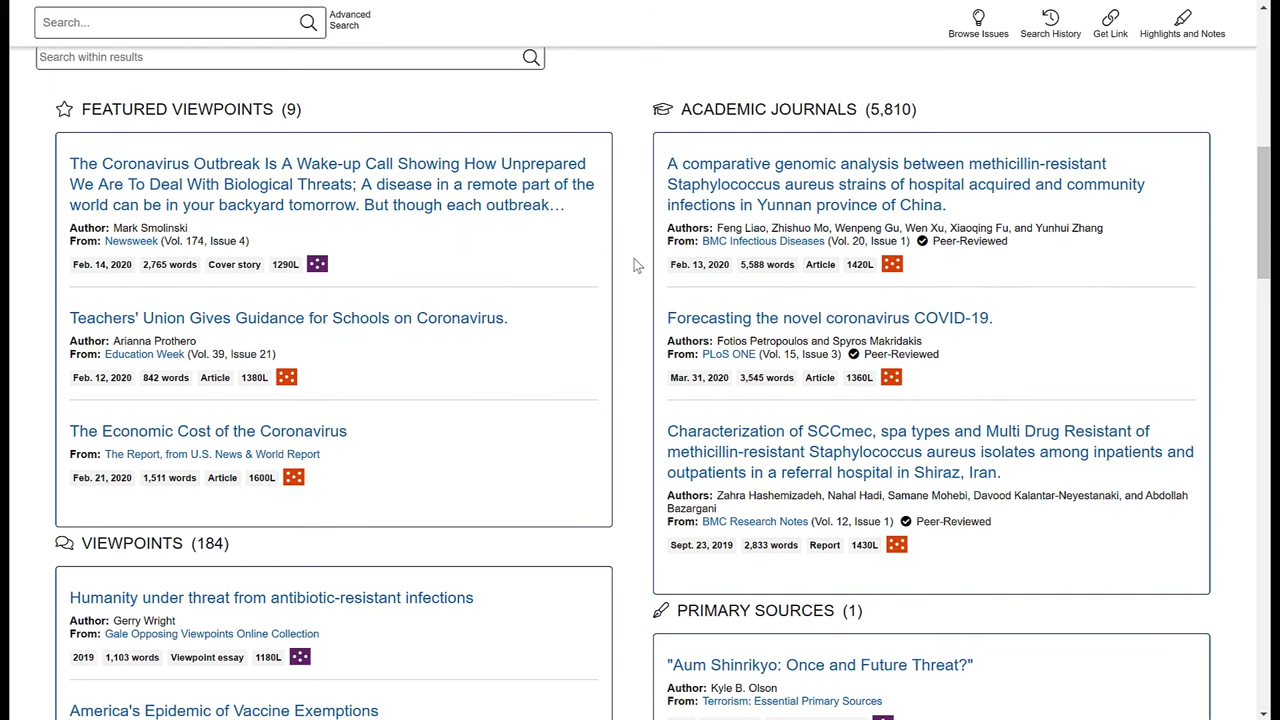 Search...
Advanced
Search
Browse Issues
Search History
Get Link
Highlights and Notes
Search within results
FEATURED VIEWPOINTS (9)
The Coronavirus Outbreak Is A Wake-up Call Showing How Unprepared
We Are To Deal With Biological Threats; A disease in a remote part of the
world can be in your backyard tomorrow. But though each outbreak…
Author: Mark Smolinski
From: Newsweek (Vol. 174, Issue 4)
Feb. 14, 2020 2,765 words Cover story 1290L
Teachers' Union Gives Guidance for Schools on Coronavirus.
Author: Arianna Prothero
From: Education Week (Vol. 39, Issue 21)
Feb. 12, 2020 842 words Article 1380L
The Economic Cost of the Coronavirus
From: The Report, from U.S. News & World Report
Feb. 21, 2020 1,511 words Article 1600L
VIEWPOINTS (184)
Humanity under threat from antibiotic-resistant infections
Author: Gerry Wright
From: Gale Opposing Viewpoints Online Collection
2019 1,103 words Viewpoint essay 1180L
America's Epidemic of Vaccine Exemptions
ACADEMIC JOURNALS (5,810)
A comparative genomic analysis between methicillin-resistant
Staphylococcus aureus strains of hospital acquired and community
infections in Yunnan province of China.
Authors: Feng Liao, Zhishuo Mo, Wenpeng Gu, Wen Xu, Xiaoqing Fu, and Yunhui Zhang
From: BMC Infectious Diseases (Vol. 20, Issue 1) Peer-Reviewed
Feb. 13, 2020 5,588 words Article 1420L
Forecasting the novel coronavirus COVID-19.
Authors: Fotios Petropoulos and Spyros Makridakis
From: PLoS ONE (Vol. 15, Issue 3) Peer-Reviewed
Mar. 31, 2020 3,545 words Article 1360L
Characterization of SCCmec, spa types and Multi Drug Resistant of
methicillin-resistant Staphylococcus aureus isolates among inpatients and
outpatients in a referral hospital in Shiraz, Iran.
Authors: Zahra Hashemizadeh, Nahal Hadi, Samane Mohebi, Davood Kalantar-Neyestanaki, and Abdollah
Bazargani
From: BMC Research Notes (Vol. 12, Issue 1) Peer-Reviewed
Sept. 23, 2019 2,833 words Report 1430L
PRIMARY SOURCES (1)
"Aum Shinrikyo: Once and Future Threat?"
Author: Kyle B. Olson
From: Terrorism: Essential Primary Sources